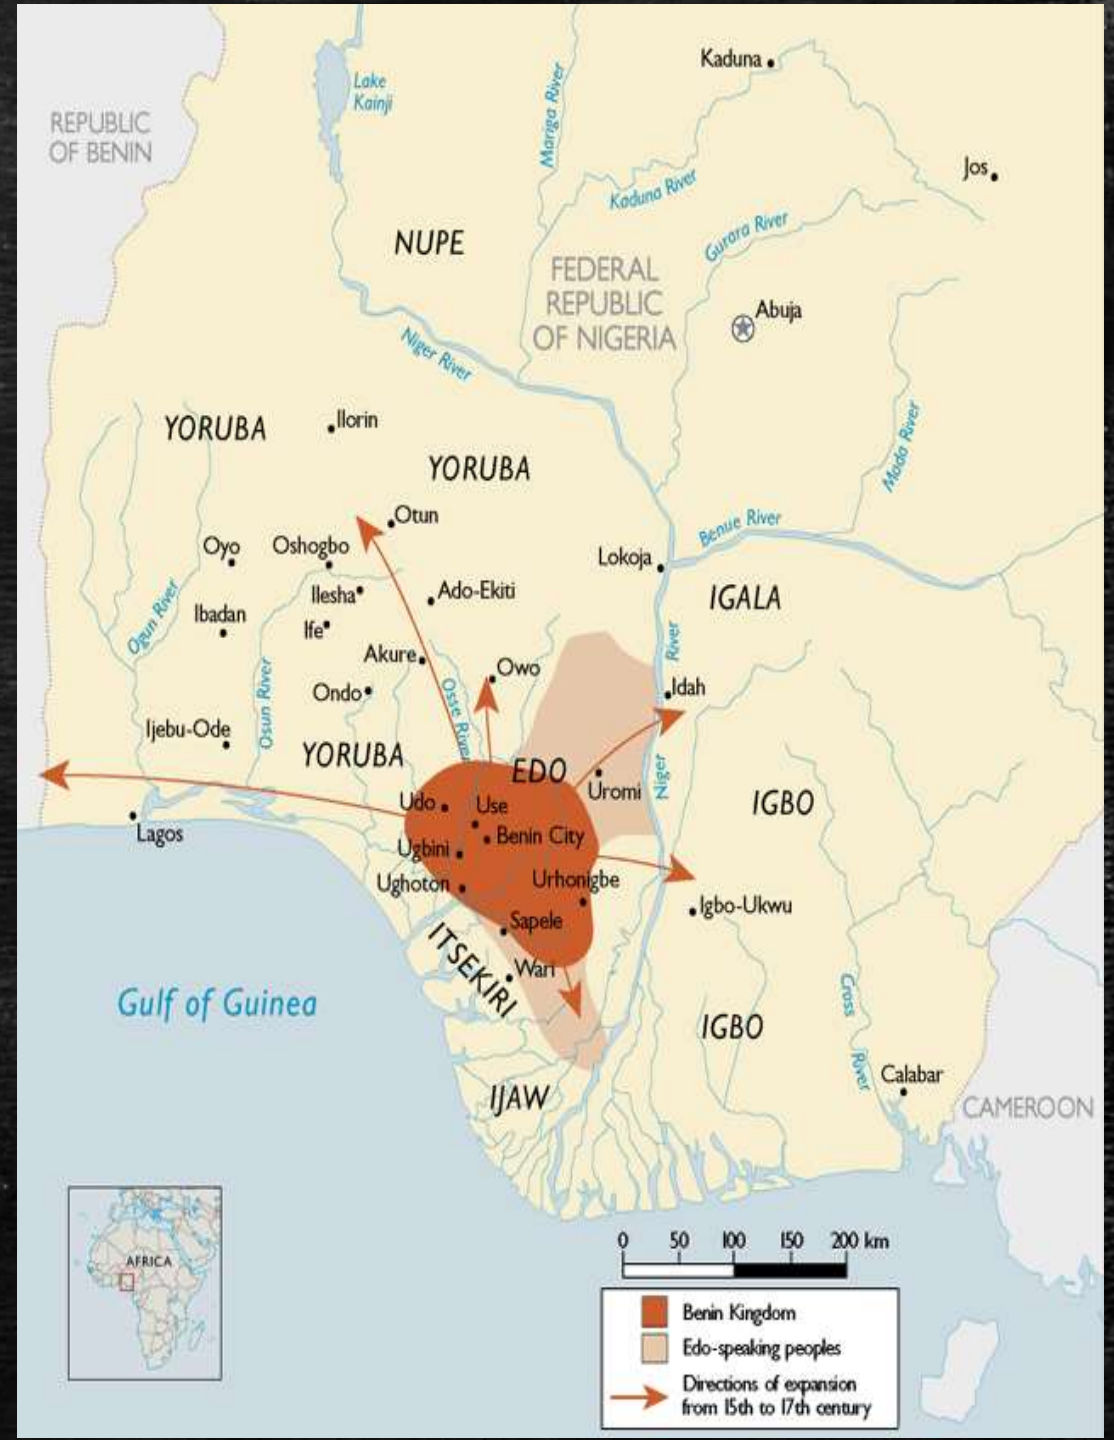 Kaduna
Lake
Kainji
Mariga River
REPUBLIC
OF BENIN
Jos
Kaduna River
Gurara River
NUPE
FEDERAL
REPUBLIC
OF NIGERIA
Abuja
Niger River
YORUBA
Ilorin
Mada River
YORUBA
Otun
Benue River
Oyo
Oshogbo
Lokoja
Ilesha
Ado-Ekiti
IGALA
Ogun River
Ibadan
Ife
River
Akure
Owo
Ondo
Idah
Osun River
Osse River
Ijebu-Ode
YORUBA
EDO
Niger
Uromi
Udo
Use
IGBO
Lagos
Benin City
Ugbini
Ughoton
Urhonigbe
Igbo-Ukwu
Sapele
ITSEKIRI
Wari
Gulf of Guinea
Cross
River
IGBO
Calabar
IJAW
CAMEROON
AFRICA
0 50 100 150 200 km
Benin Kingdom
Edo-speaking peoples
Directions of expansion
from 15th to 17th century